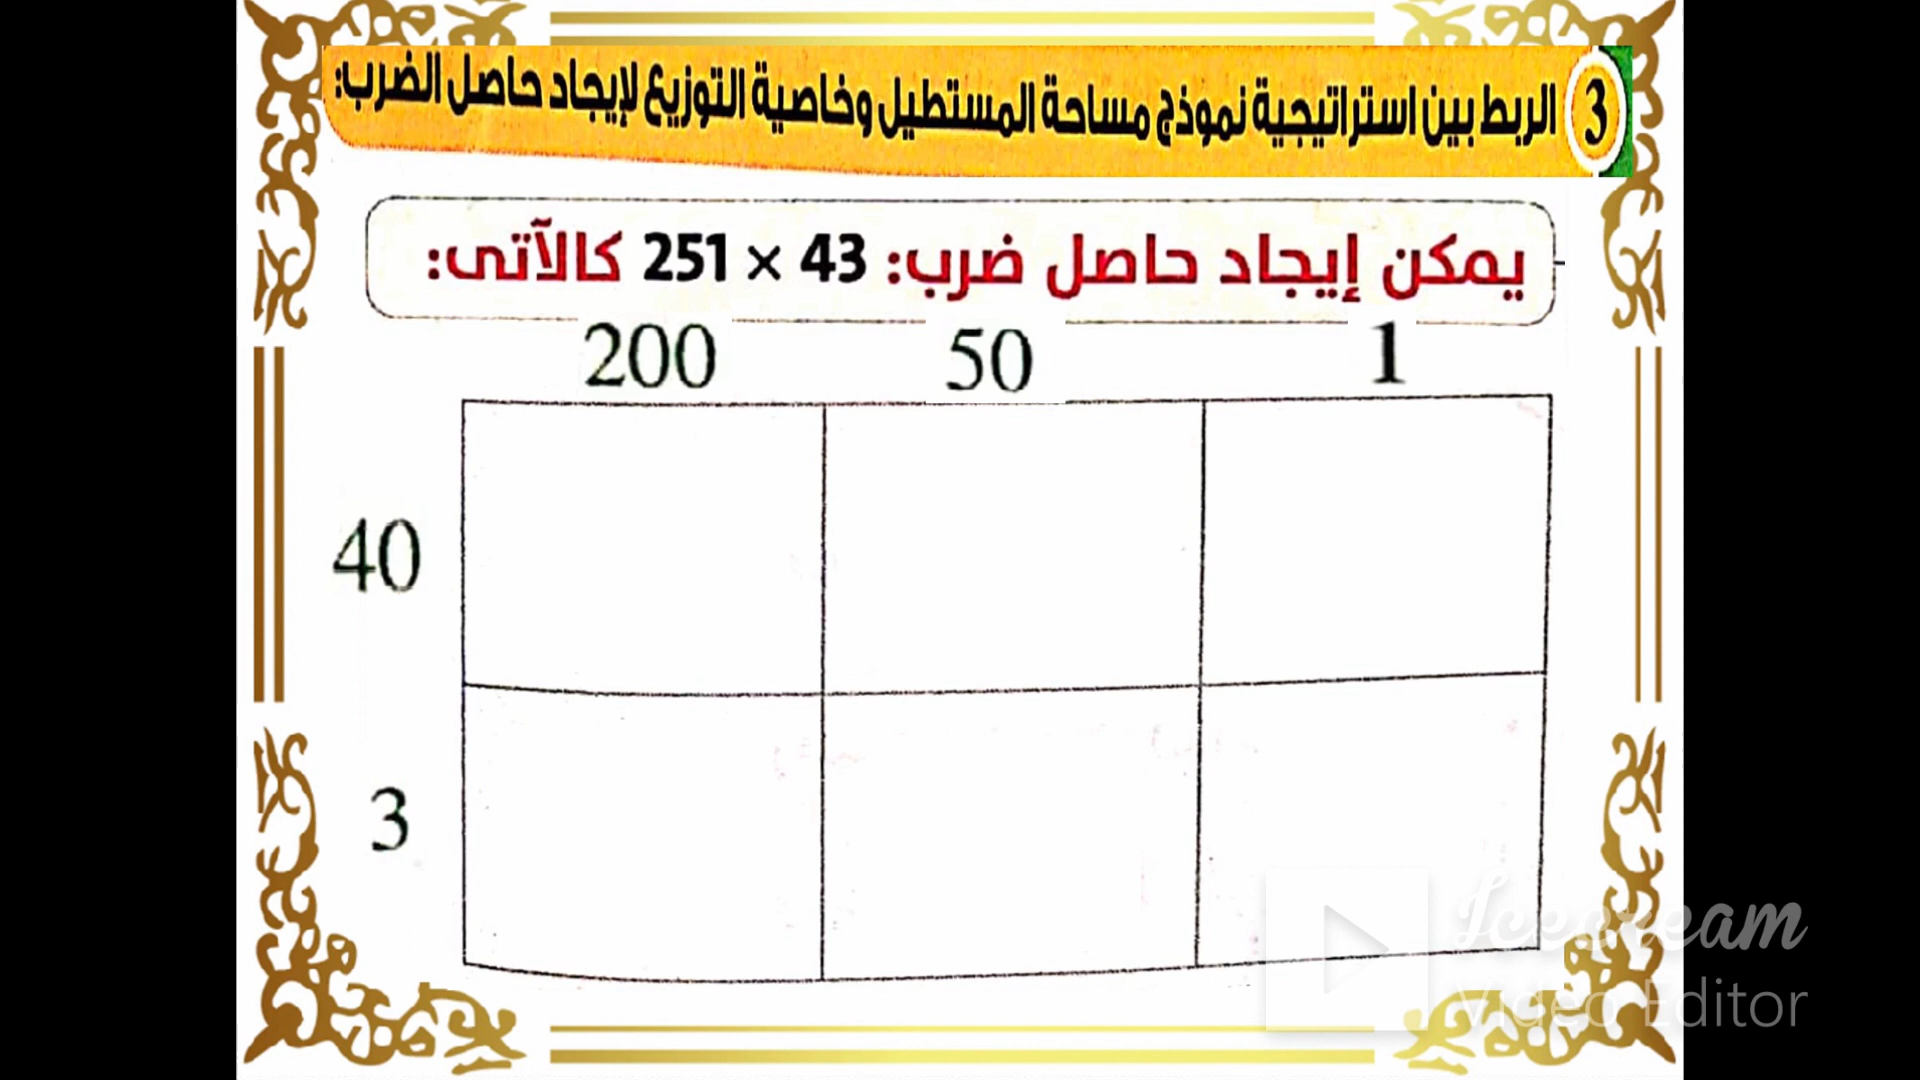 3 الربط بين استراتيجية نموذج مساحة المستطيل وخاصية التوزيع لإيجاد حاصل الضرب:
يمكن إيجاد حاصل ضرب: 43 × 251 كالآتى:
200 50 1
40
3
Icecream
Video Editor